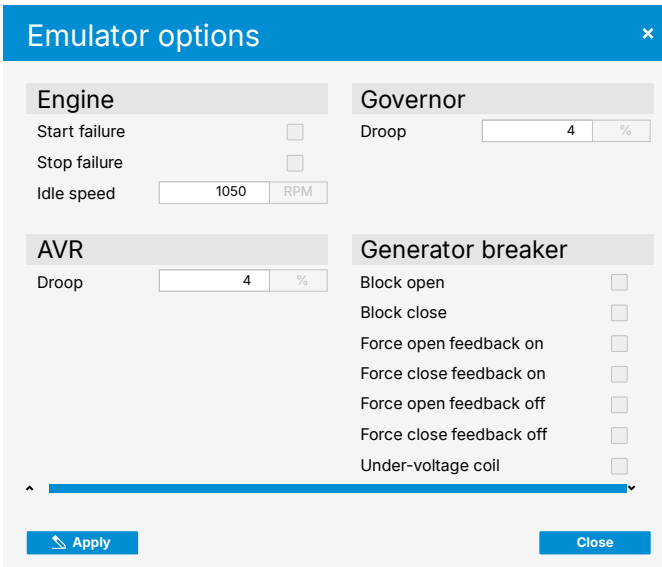 Emulator options
Engine
Start failure
Stop failure
Idle speed 1050 RPM
Governor
Droop 4 %
AVR
Droop 4 %
Generator breaker
Block open
Block close
Force open feedback on
Force close feedback on
Force open feedback off
Force close feedback off
Under-voltage coil
Apply
Close